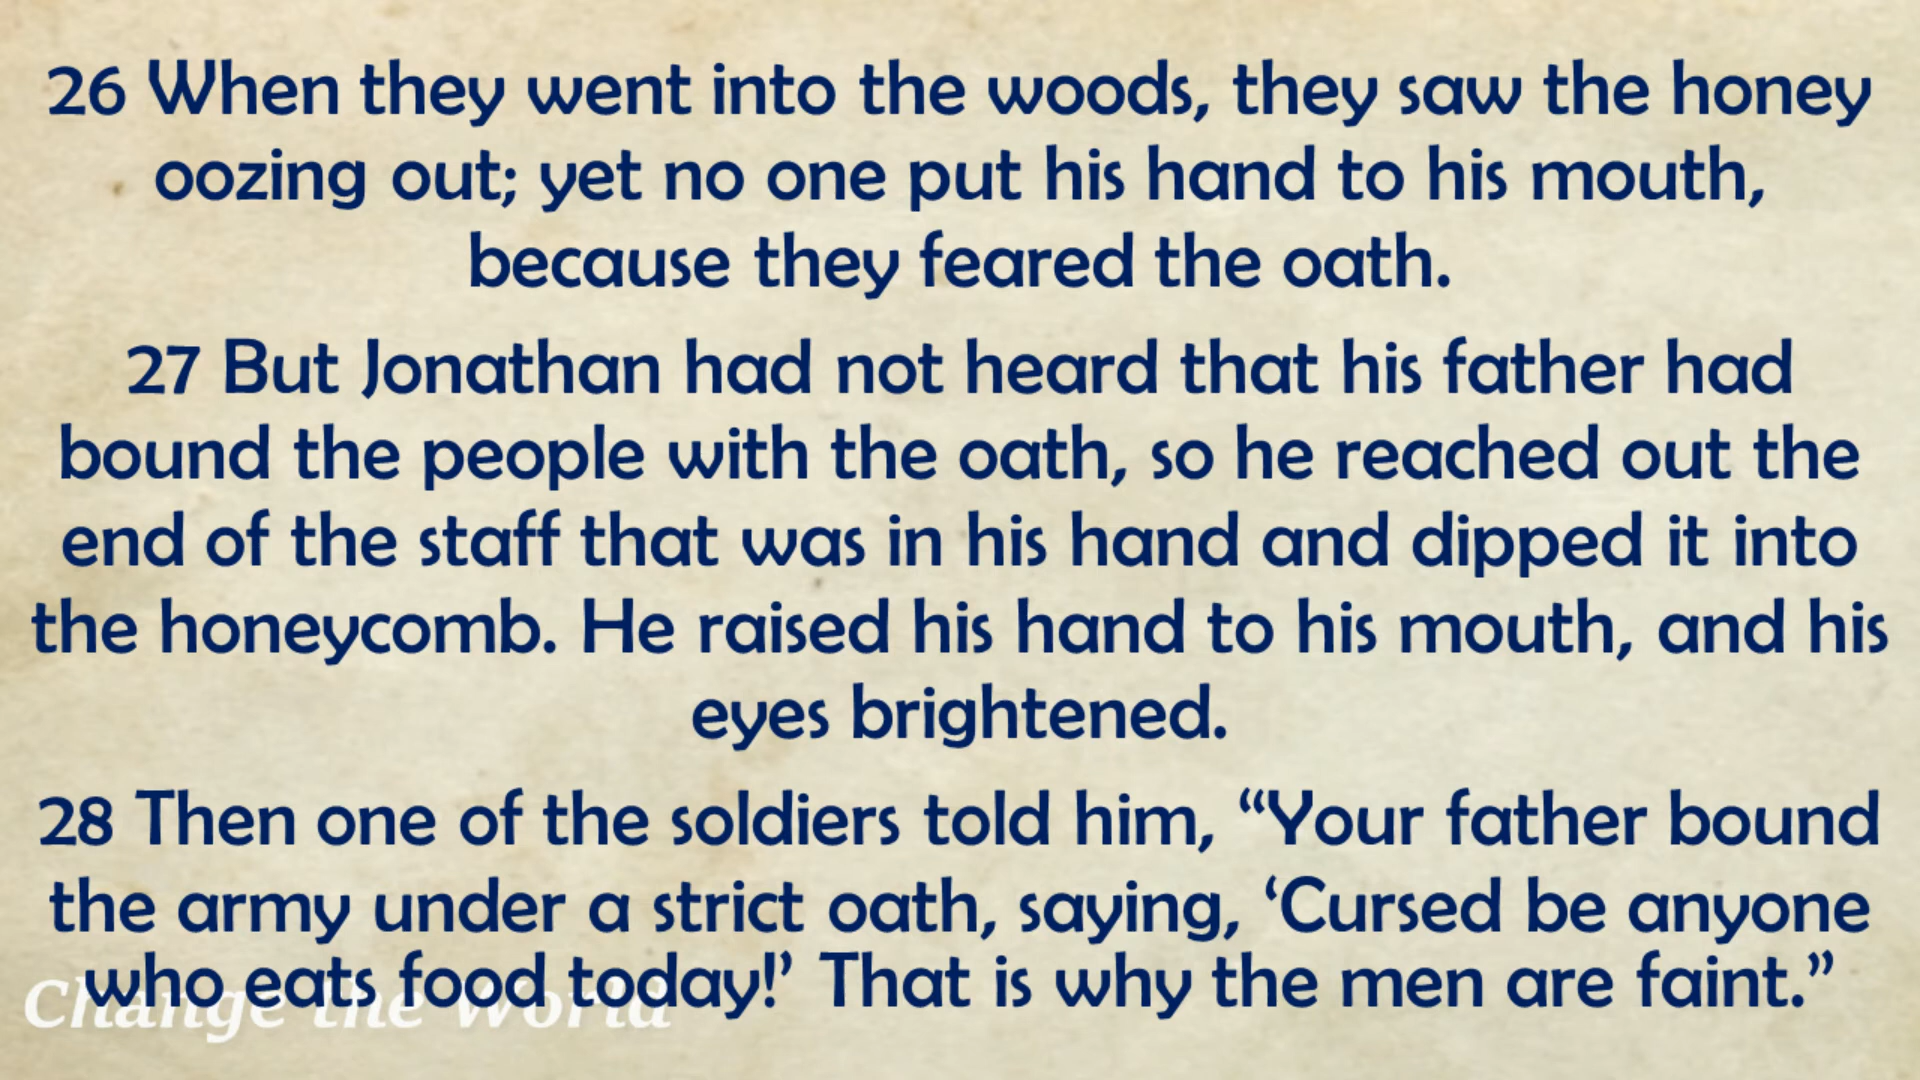 26 When they went into the woods, they saw the honey
oozing out; yet no one put his hand to his mouth,
because they feared the oath.
27 But Jonathan had not heard that his father had
bound the people with the oath, so he reached out the
end of the staff that was in his hand and dipped it into
the honeycomb. He raised his hand to his mouth, and his
eyes brightened.
28 Then one of the soldiers told him, “Your father bound
the army under a strict oath, saying, ‘Cursed be anyone
who eats food today!’ That is why the men are faint.”
Change the World